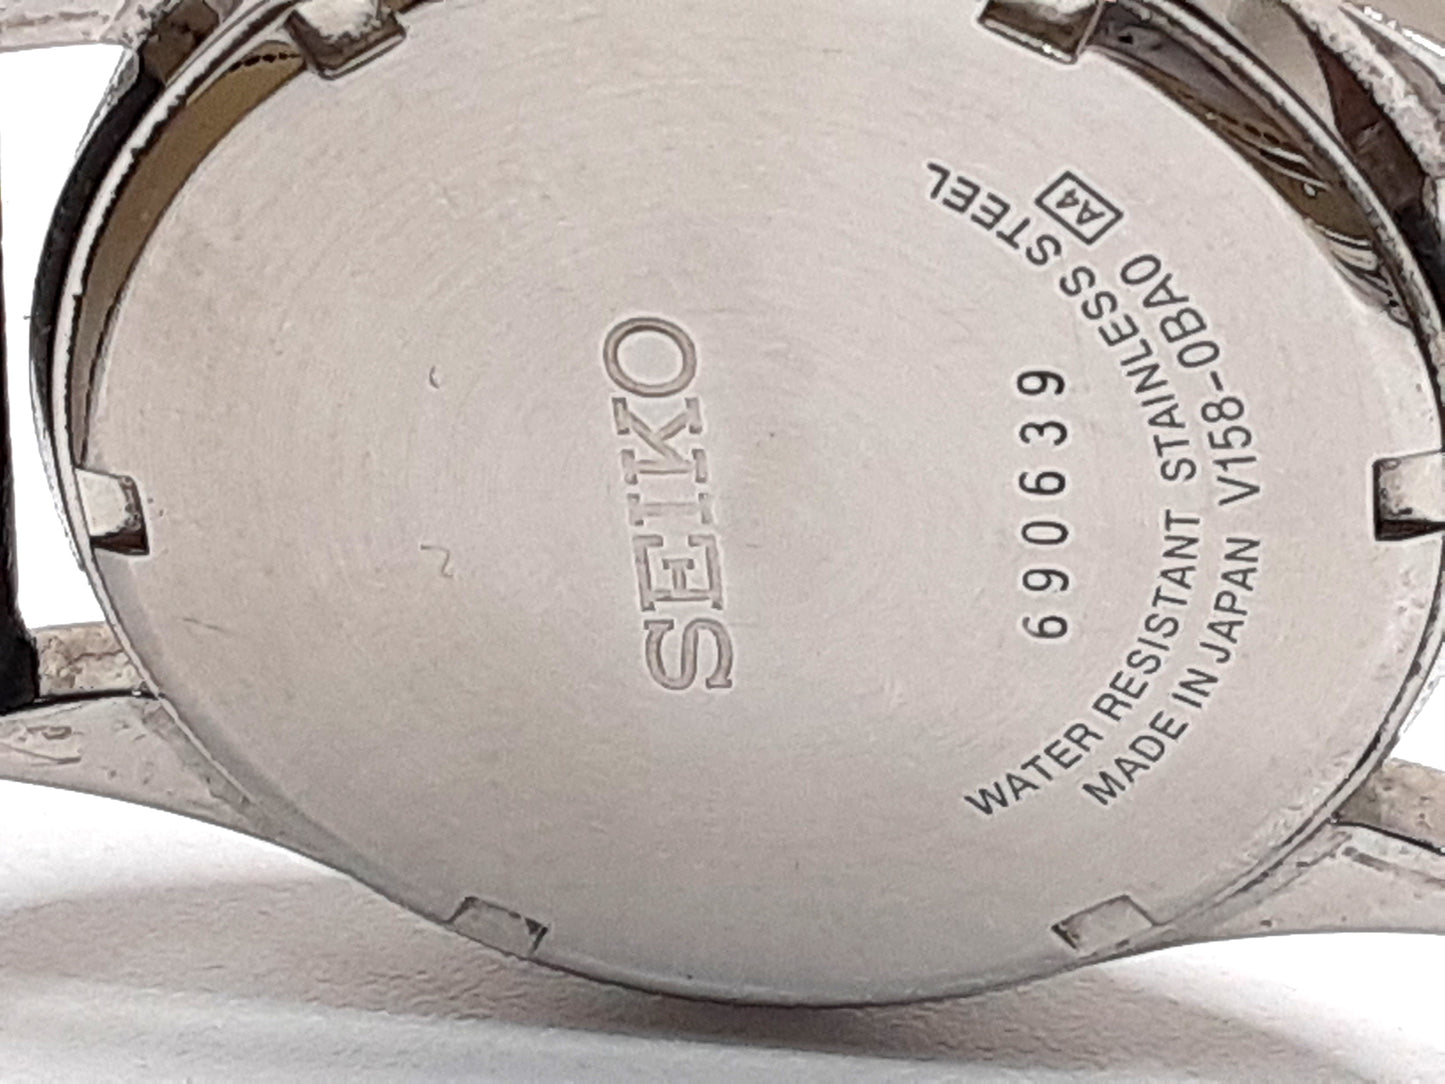 SEIKO
690639
WATER RESISTANT STAINLESS STEEL
MADE IN JAPAN V158-0BA0 A4